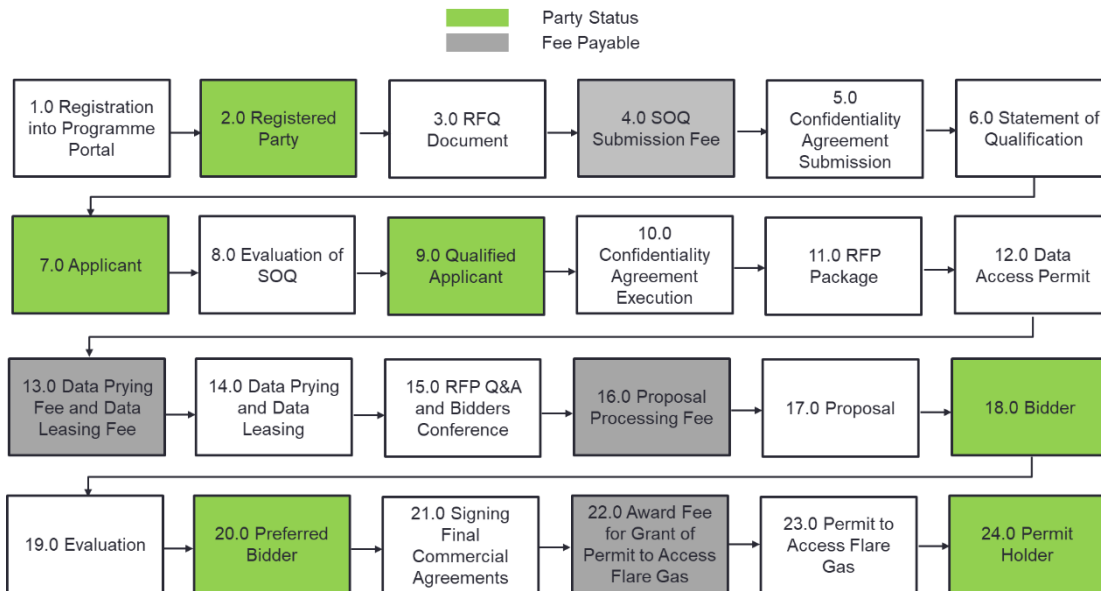 Party Status
Fee Payable
1.0 Registration
into Programme
Portal
2.0 Registered
Party
3.0 RFQ
Document
4.0 SOQ
Submission Fee
5.0
Confidentiality
Agreement
Submission
6.0 Statement of
Qualification
7.0 Applicant
8.0 Evaluation of
SOQ
9.0 Qualified
Applicant
10.0
Confidentiality
Agreement
Execution
11.0 RFP
Package
12.0 Data
Access Permit
13.0 Data Prying
Fee and Data
Leasing Fee
14.0 Data Prying
and Data
Leasing
15.0 RFP Q&A
and Bidders
Conference
16.0 Proposal
Processing Fee
17.0 Proposal
18.0 Bidder
19.0 Evaluation
20.0 Preferred
Bidder
21.0 Signing
Final
Commercial
Agreements
22.0 Award Fee
for Grant of
Permit to Access
Flare Gas
23.0 Permit to
Access Flare
Gas
24.0 Permit
Holder